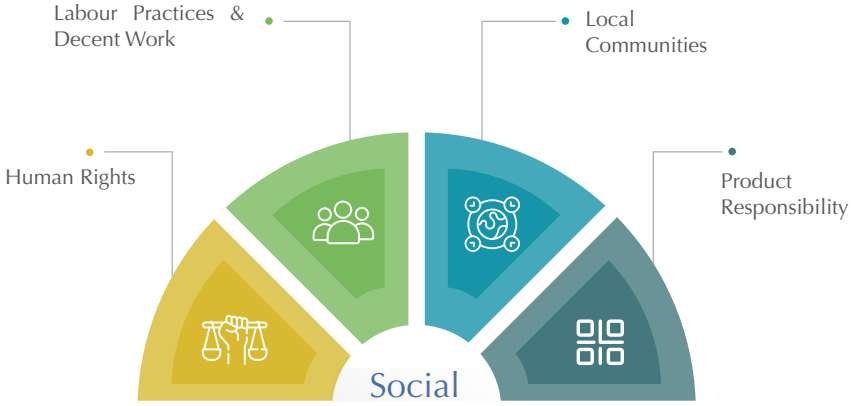 Labour Practices &
Decent Work
Local
Communities
Human Rights
Product
Responsibility
Social